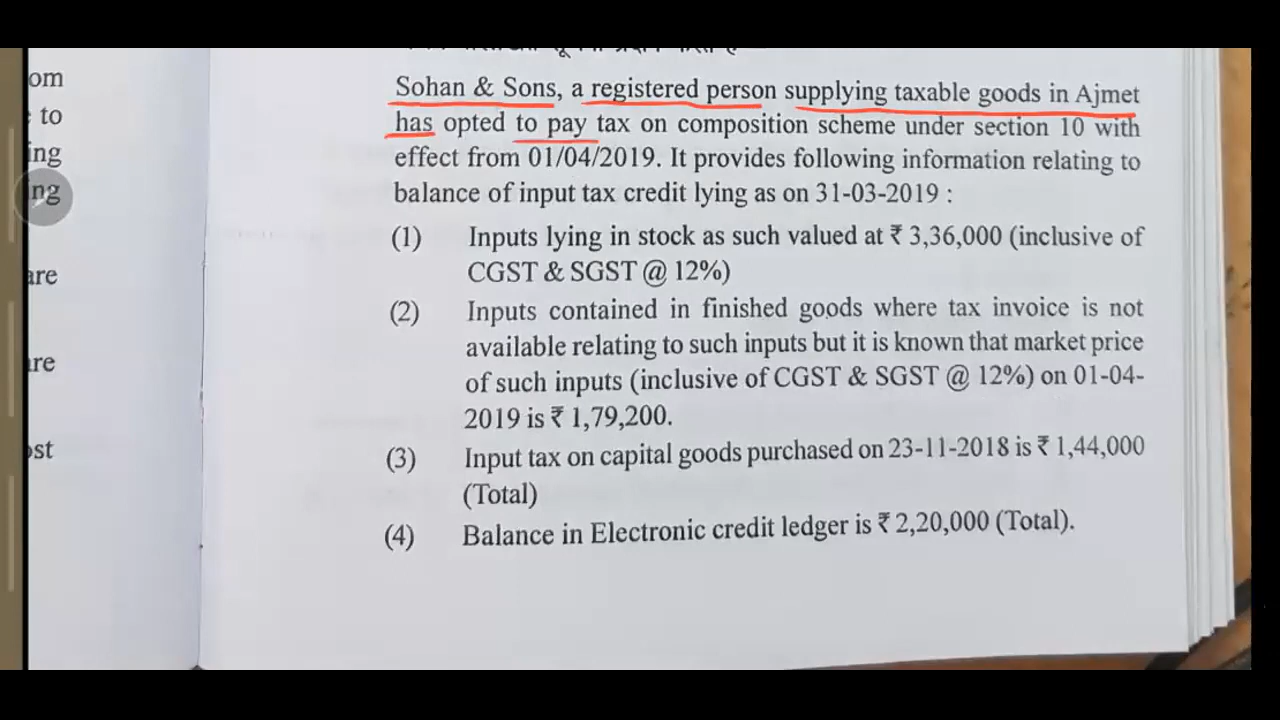 om
to
ing
ng
are
are
ost
Sohan & Sons, a registered person supplying taxable goods in Ajmet
has opted to pay tax on composition scheme under section 10 with
effect from 01/04/2019. It provides following information relating to
balance of input tax credit lying as on 31-03-2019 :
(1) Inputs lying in stock as such valued at ₹ 3,36,000 (inclusive of
CGST & SGST @ 12%)
(2) Inputs contained in finished goods where tax invoice is not
available relating to such inputs but it is known that market price
of such inputs (inclusive of CGST & SGST @ 12%) on 01-04-
2019 is ₹ 1,79,200.
(3) Input tax on capital goods purchased on 23-11-2018 is ₹ 1,44,000
(Total)
(4) Balance in Electronic credit ledger is ₹ 2,20,000 (Total).